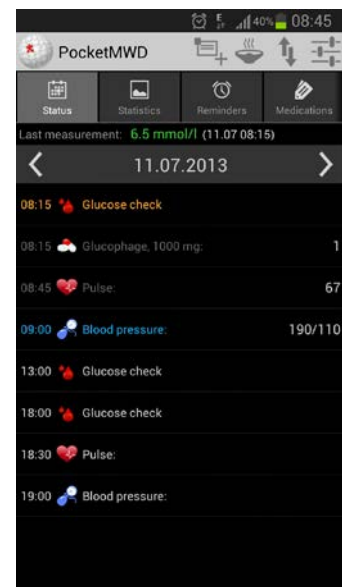 40% 08:45
PocketMWD
Status Statistics Reminders Medications
Last measurement: 6.5 mmol/l (11.07 08:15)
11.07.2013
08:15 Glucose check
08:15 Glucophage, 1000 mg: 1
08:45 Pulse: 67
09:00 Blood pressure: 190/110
13:00 Glucose check
18:00 Glucose check
18:30 Pulse:
19:00 Blood pressure: